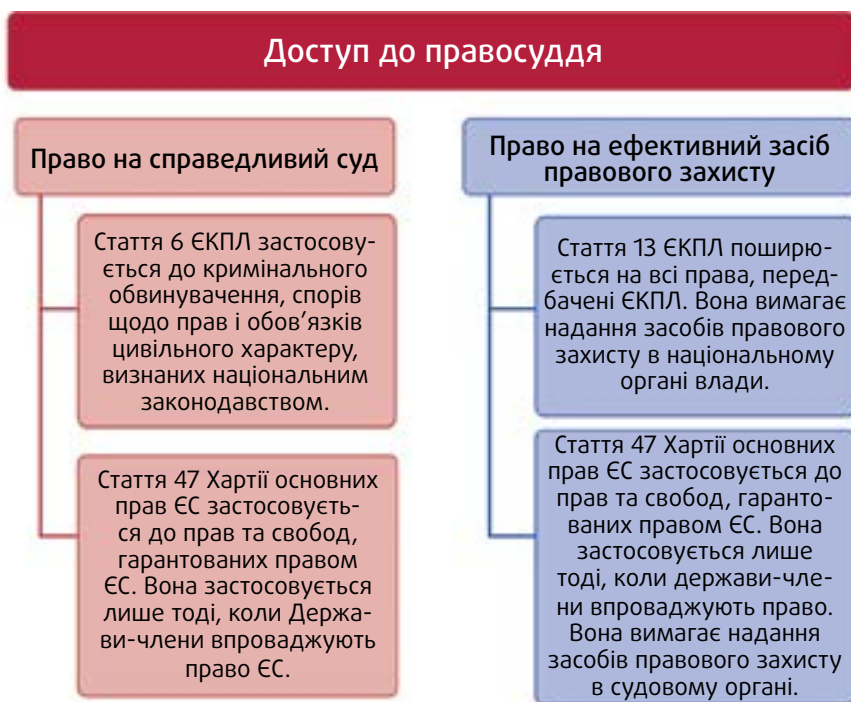 Доступ до правосуддя
Право на справедливий суд
Стаття 6 ЄКПЛ застосову-
ється до кримінального
обвинувачення, спорів
щодо прав і обов’язків
цивільного характеру,
визнаних національним
законодавством.
Стаття 47 Хартії основних
прав ЄС застосовуєть-
ся до прав та свобод,
гарантованих правом
ЄС. Вона застосовується
лише тоді, коли Держа-
ви-члени впроваджують
право ЄС.
Право на ефективний засіб
правового захисту
Стаття 13 ЄКПЛ поширю-
ється на всі права, перед-
бачені ЄКПЛ. Вона вимагає
надання засобів правового
захисту в національному
органі влади.
Стаття 47 Хартії основних
прав ЄС застосовується до
прав та свобод, гаранто-
ваних правом ЄС. Вона
застосовується лише
тоді, коли держави-чле-
ни впроваджують право.
Вона вимагає надання
засобів правового захисту
в судовому органі.